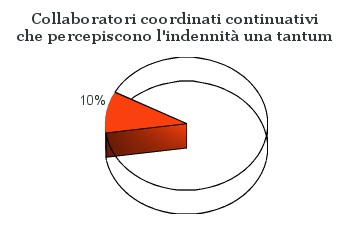 Collaboratori coordinati continuativi
che percepiscono l'indennità una tantum
10%